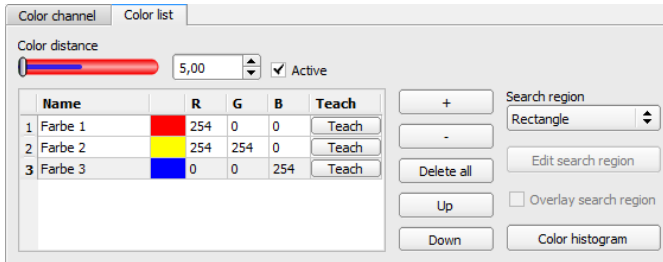 Color channel Color list
Color distance
5,00 Active
Name R G B Teach
1 Farbe 1 254 0 0 Teach
2 Farbe 2 254 254 0 Teach
3 Farbe 3 0 0 254 Teach
+
-
Delete all
Up
Down
Search region
Rectangle
Edit search region
Overlay search region
Color histogram